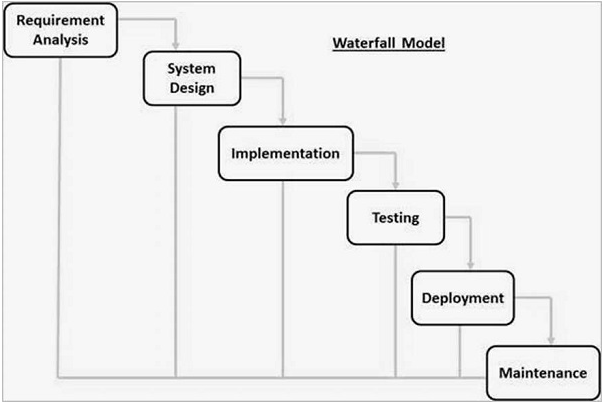 Requirement
Analysis
Waterfall Model
System
Design
Implementation
Testing
Deployment
Maintenance